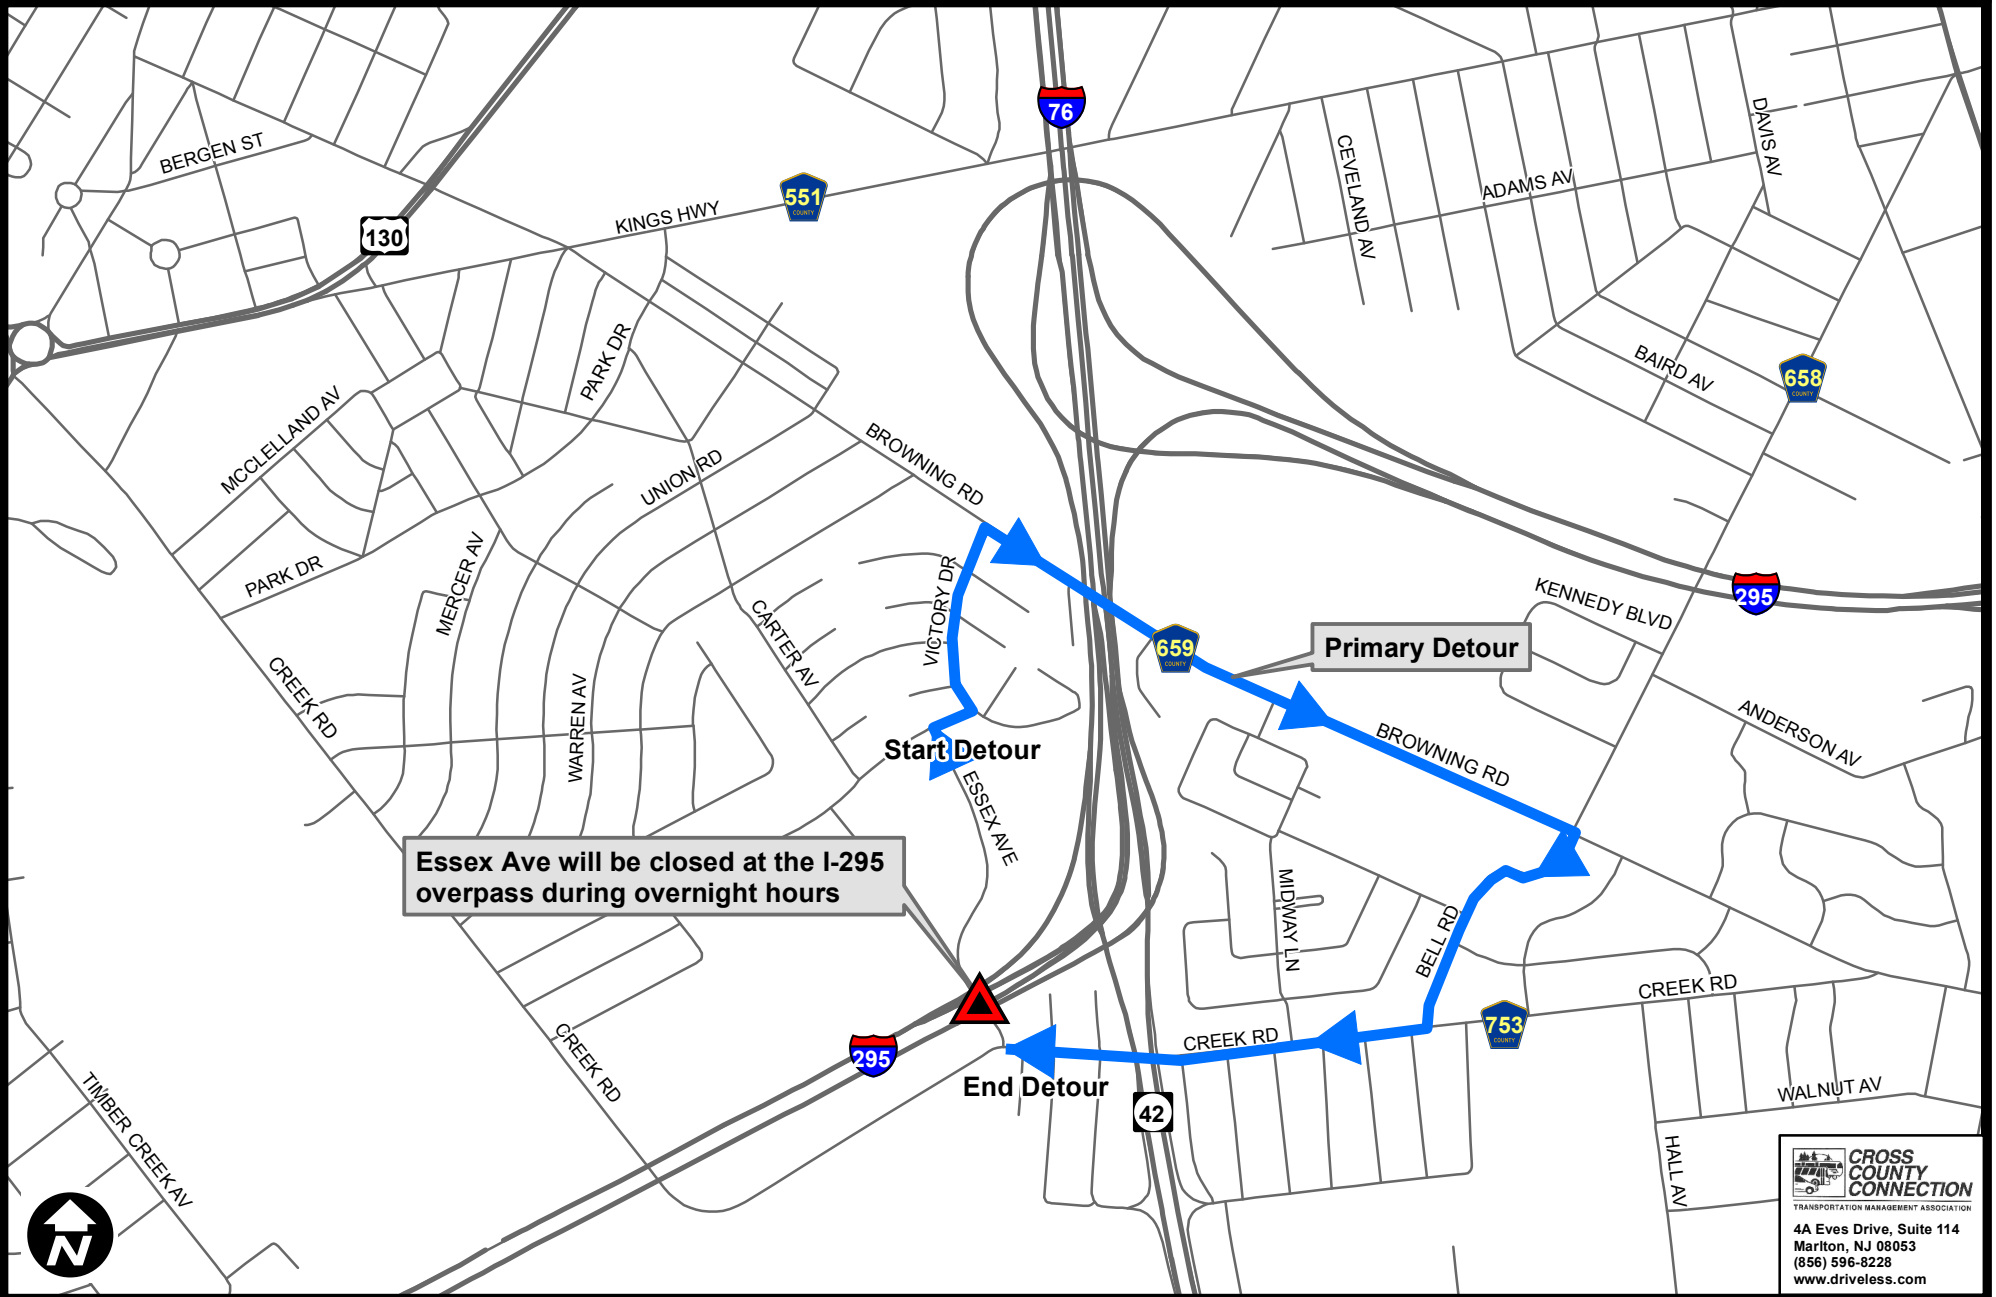 76
DAVIS AV
BERGEN ST
CEVELAND AV
551
COUNTY
ADAMS AV
KINGS HWY
130
PARK DR
BAIRD AV
658
COUNTY
MCCLELLAND AV
BROWNING RD
UNION RD
PARK DR
MERCER AV
VICTORY DR
KENNEDY BLVD
295
CARTER AV
659
COUNTY
Primary Detour
CREEK RD
WARREN AV
ANDERSON AV
Start Detour
BROWNING RD
ESSEX AVE
Essex Ave will be closed at the I-295
overpass during overnight hours
MIDWAY LN
BELL RD
CREEK RD
753
COUNTY
CREEK RD
CREEK RD
295
End Detour
42
WALNUT AV
TIMBER CREEK AV
HALL AV
N
CROSS
COUNTY
CONNECTION
TRANSPORTATION MANAGEMENT ASSOCIATION
4A Eves Drive, Suite 114
Marlton, NJ 08053
(856) 596-8228
www.driveless.com